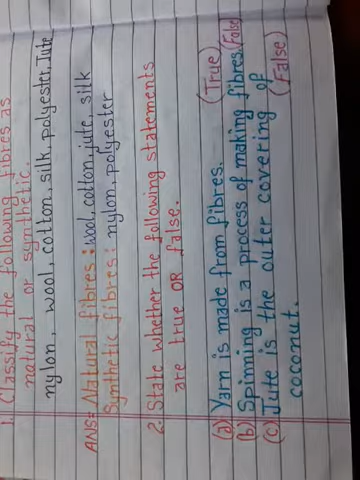 1. Classify the following fibres as
natural or synthetic.
nylon, wool, cotton, silk, polyester, Jute
ANS= Natural fibres: wool, cotton, jute, silk
Synthetic fibres: nylon, polyester
2. State whether the following statements
are true OR false.
(a) Yarn is made from fibres. (True)
(b) Spinning is a process of making fibres. (False)
(c) Jute is the outer covering of
coconut. (False)